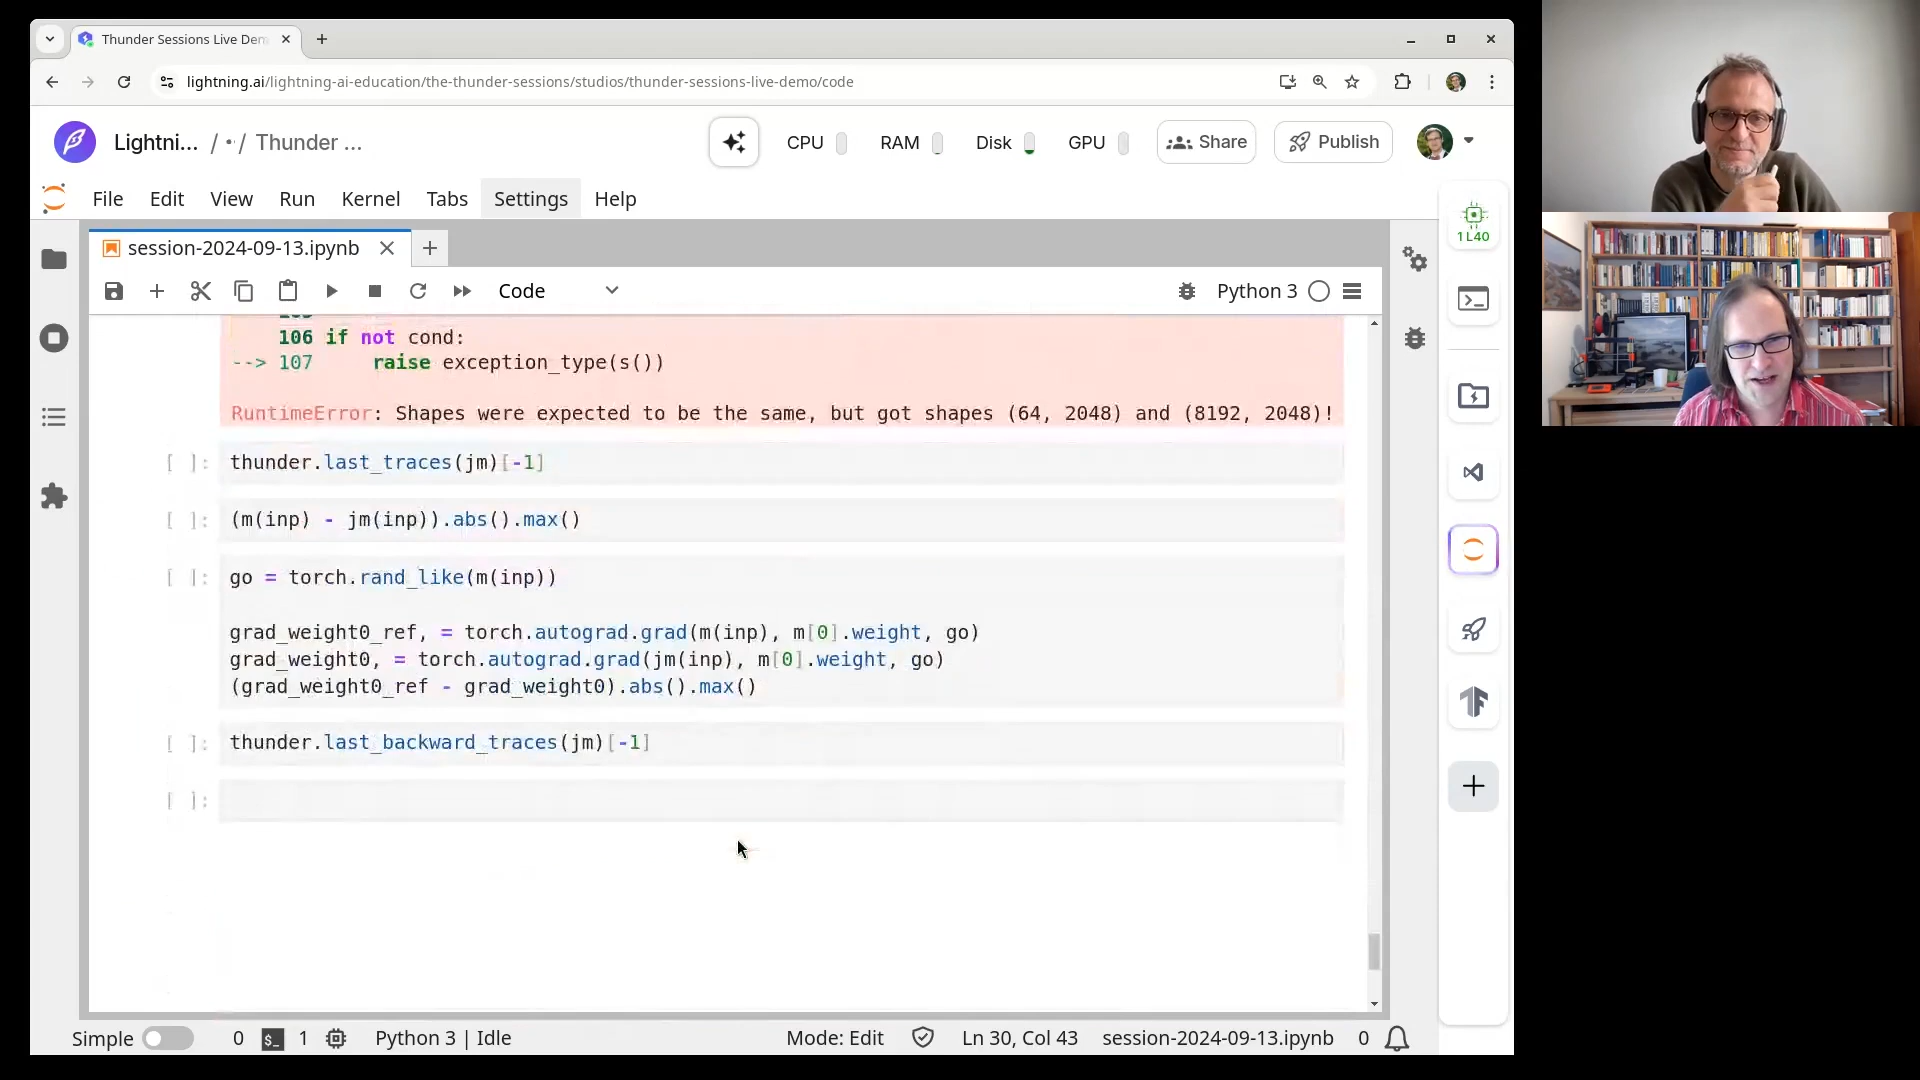 Thunder Sessions Live Den
lightning.ai/lightning-ai-education/the-thunder-sessions/studios/thunder-sessions-live-demo/code
Lightni... / · / Thunder ...
CPU RAM Disk GPU Share Publish
File Edit View Run Kernel Tabs Settings Help
1 L40
session-2024-09-13.ipynb
Code
Python 3
106 if not cond:
--> 107 raise exception_type(s())
RuntimeError: Shapes were expected to be the same, but got shapes (64, 2048) and (8192, 2048)!
[ ]: thunder.last_traces(jm)[-1]
[ ]: (m(inp) - jm(inp)).abs().max()
[ ]: go = torch.rand_like(m(inp))
grad_weight0_ref, = torch.autograd.grad(m(inp), m[0].weight, go)
grad_weight0, = torch.autograd.grad(jm(inp), m[0].weight, go)
(grad_weight0_ref - grad_weight0).abs().max()
[ ]: thunder.last_backward_traces(jm)[-1]
[ ]:
Simple 0 $_ 1 Python 3 | Idle Mode: Edit Ln 30, Col 43 session-2024-09-13.ipynb 0